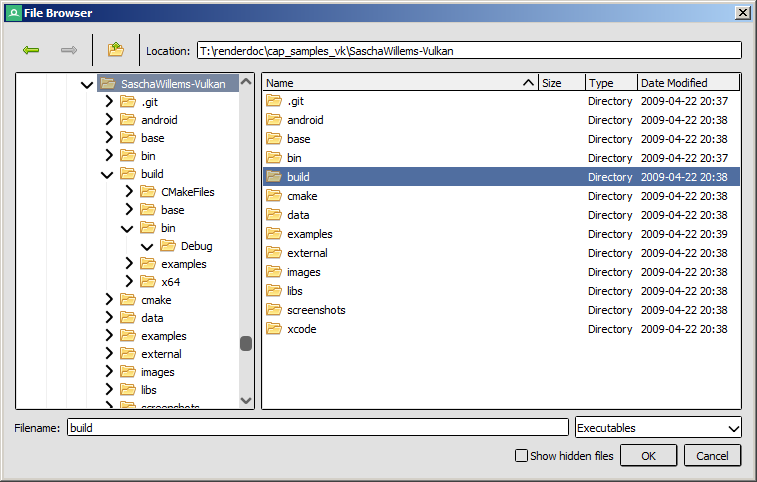 File Browser
Location: T:\renderdoc\cap_samples_vk\SaschaWillems-Vulkan
SaschaWillems-Vulkan
.git
android
base
bin
build
CMakeFiles
base
bin
Debug
examples
x64
cmake
data
examples
external
images
libs
screenshots
Name Size Type Date Modified
.git Directory 2009-04-22 20:37
android Directory 2009-04-22 20:38
base Directory 2009-04-22 20:38
bin Directory 2009-04-22 20:37
build Directory 2009-04-22 20:38
cmake Directory 2009-04-22 20:38
data Directory 2009-04-22 20:38
examples Directory 2009-04-22 20:39
external Directory 2009-04-22 20:38
images Directory 2009-04-22 20:38
libs Directory 2009-04-22 20:38
screenshots Directory 2009-04-22 20:38
xcode Directory 2009-04-22 20:38
Filename: build Executables
Show hidden files OK Cancel